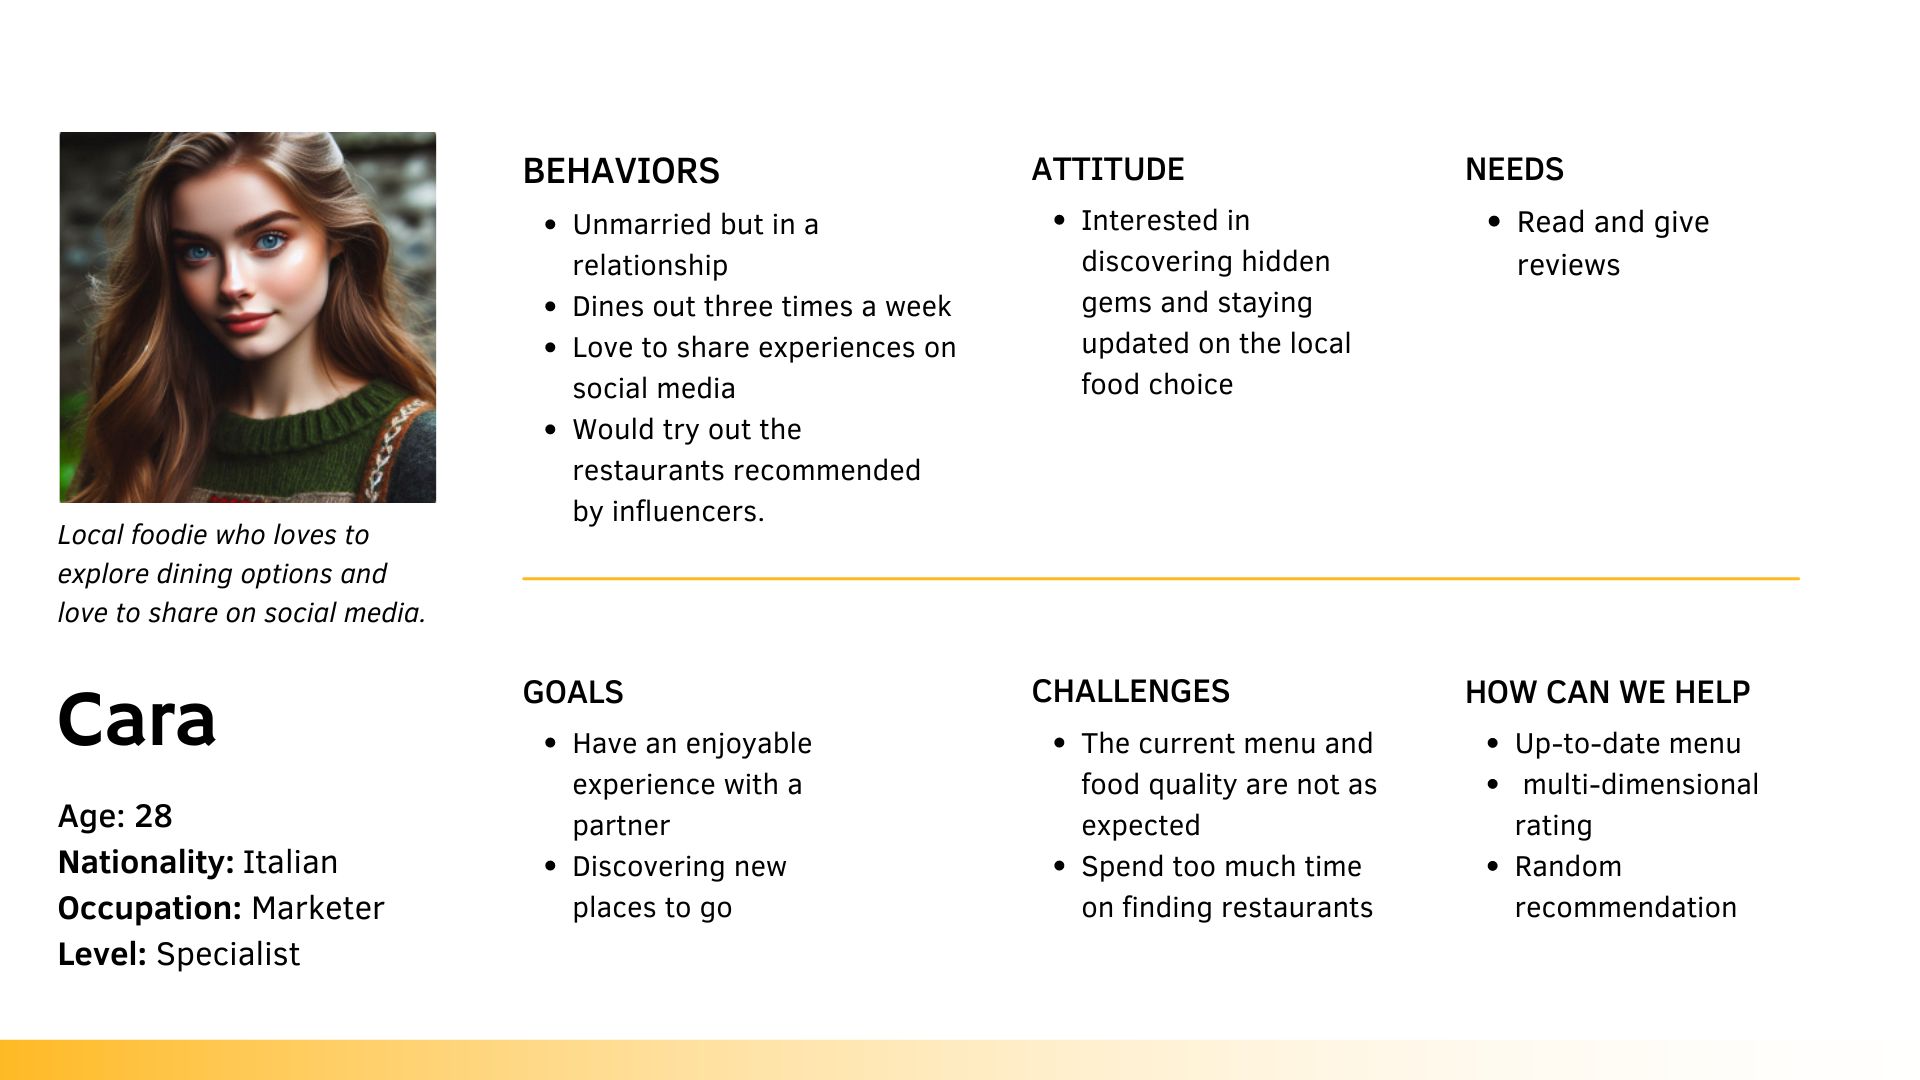 Local foodie who loves to
explore dining options and
love to share on social media.
Cara
Age: 28
Nationality: Italian
Occupation: Marketer
Level: Specialist
BEHAVIORS
• Unmarried but in a
relationship
• Dines out three times a week
• Love to share experiences on
social media
• Would try out the
restaurants recommended
by influencers.
ATTITUDE
• Interested in
discovering hidden
gems and staying
updated on the local
food choice
NEEDS
• Read and give
reviews
GOALS
• Have an enjoyable
experience with a
partner
• Discovering new
places to go
CHALLENGES
• The current menu and
food quality are not as
expected
• Spend too much time
on finding restaurants
HOW CAN WE HELP
• Up-to-date menu
• multi-dimensional
rating
• Random
recommendation